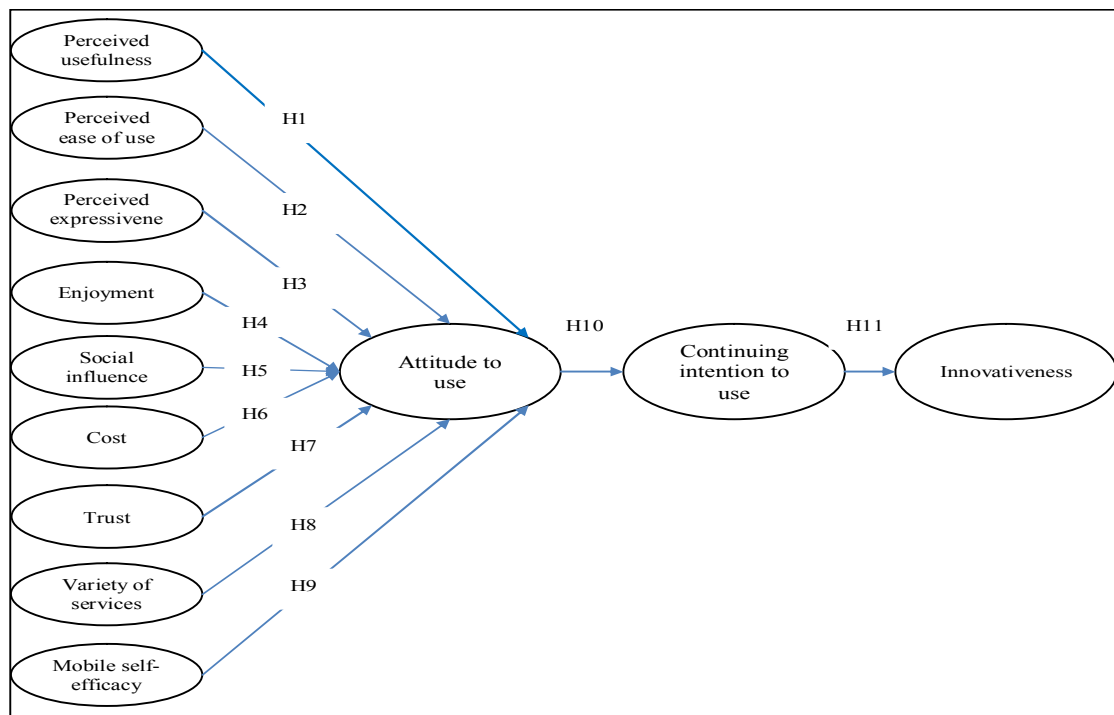 Perceived
usefulness
H1
Perceived
ease of use
H2
Perceived
expressivene
H3
Enjoyment
H4
Social
influence
H5
H6
Cost
H7
Trust
H8
Variety of
services
H9
Mobile self-
efficacy
Attitude to
use
H10
Continuing
intention to
use
H11
Innovativeness